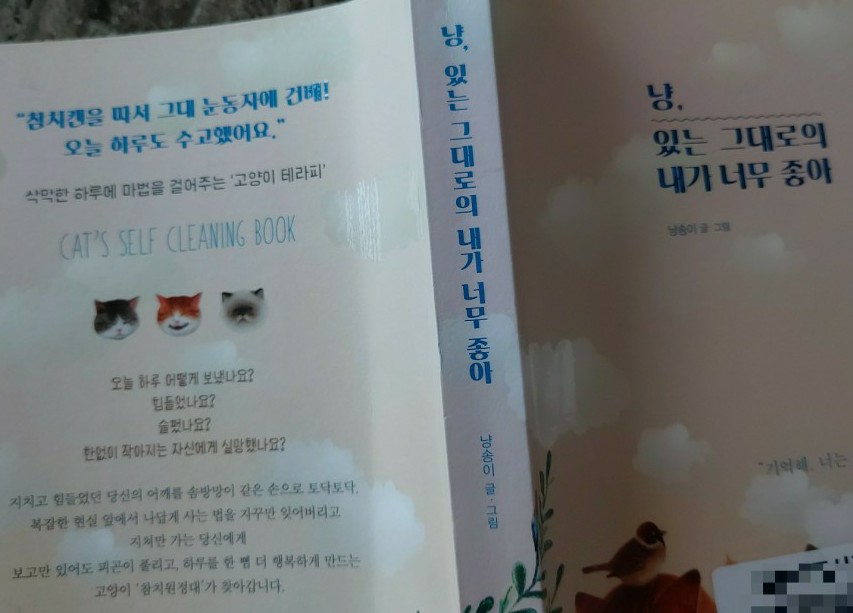 "참치캔을 따서 그대 눈동자에 건배!
오늘 하루도 수고했어요."
삭막한 하루에 마법을 걸어주는 '고양이 테라피'
CAT'S SELF CLEANING BOOK
오늘 하루 어떻게 보냈나요?
힘들었나요?
슬펐나요?
한없이 작아지는 자신에게 실망했나요?
지치고 힘들었던 당신의 어깨를 솜방망이 같은 손으로 토닥토닥.
복잡한 현실 앞에서 나답게 사는 법을 자꾸만 잊어버리고
지쳐만 가는 당신에게
보고만 있어도 피곤이 풀리고, 하루를 한 뼘 더 행복하게 만드는
고양이 '참치원정대'가 찾아갑니다.
냥, 있는 그대로의 내가 너무 좋아
냥송이 글·그림
냥,
있는 그대로의
내가 너무 좋아
냥송이 글·그림
"기억해, 너는